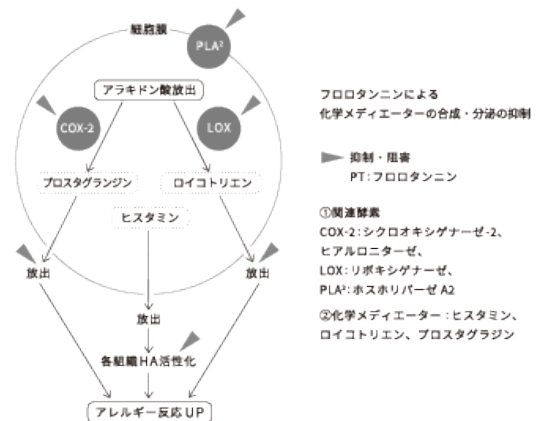 細胞膜
PLA²
アラキドン酸放出
COX-2
LOX
プロスタグランジン
ロイコトリエン
ヒスタミン
放出
放出
放出
各組織HA活性化
アレルギー反応UP
フロロタンニンによる
化学メディエーターの合成・分泌の抑制
抑制・阻害
PT:フロロタンニン
①関連酵素
COX-2:シクロオキシゲナーゼ-2、
ヒアルロニターゼ、
LOX:リポキシゲナーゼ、
PLA²:ホスホリパーゼ A2
②化学メディエーター:ヒスタミン、
ロイコトリエン、プロスタグラジン